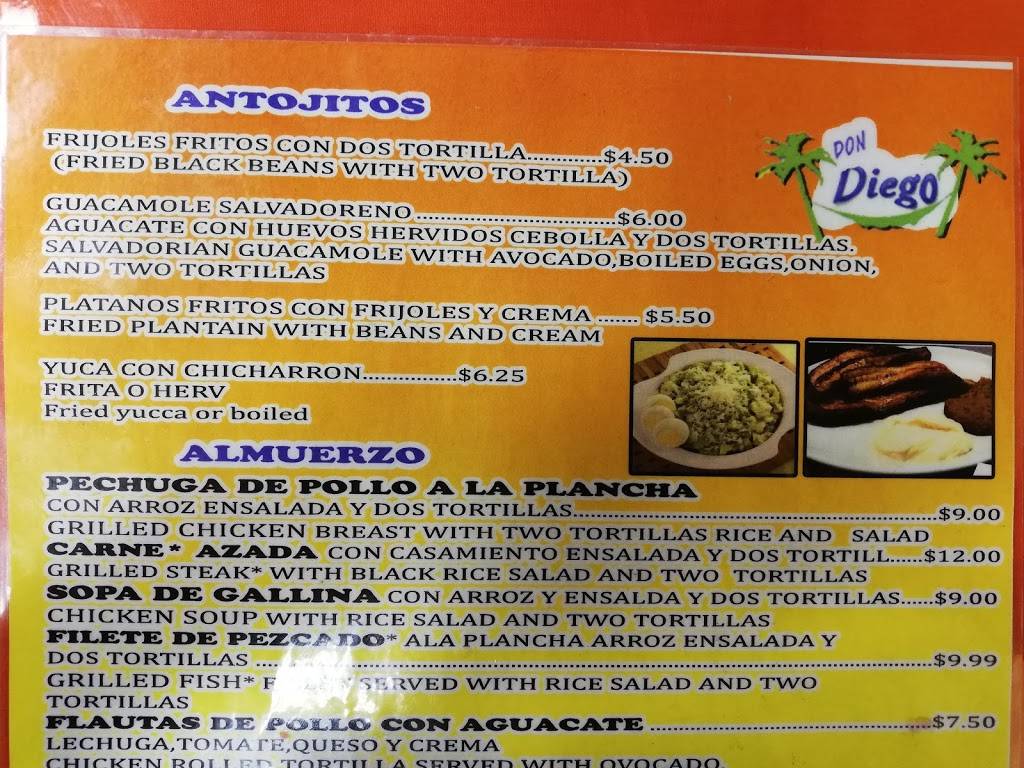 ANTOJITOS
DON
Diego
FRIJOLES FRITOS CON DOS TORTILLA............$4.50
(FRIED BLACK BEANS WITH TWO TORTILLA)
GUACAMOLE SALVADORENO................................$6.00
AGUACATE CON HUEVOS HERVIDOS CEBOLLA Y DOS TORTILLAS.
SALVADORIAN GUACAMOLE WITH AVOCADO,BOILED EGGS,ONION,
AND TWO TORTILLAS
PLATANOS FRITOS CON FRIJOLES Y CREMA ....... $5.50
FRIED PLANTAIN WITH BEANS AND CREAM
YUCA CON CHICHARRON................$6.25
FRITA O HERV
Fried yucca or boiled
ALMUERZO
PECHUGA DE POLLO A LA PLANCHA
CON ARROZ ENSALADA Y DOS TORTILLAS................................................................$9.00
GRILLED CHICKEN BREAST WITH TWO TORTILLAS RICE AND SALAD
CARNE* AZADA CON CASAMIENTO ENSALADA Y DOS TORTILL.....$12.00
GRILLED STEAK* WITH BLACK RICE SALAD AND TWO TORTILLAS
SOPA DE GALLINA CON ARROZ Y ENSALDA Y DOS TORTILLAS......$9.00
CHICKEN SOUP WITH RICE SALAD AND TWO TORTILLAS
FILETE DE PEZCADO* ALA PLANCHA ARROZ ENSALADA Y
DOS TORTILLAS ....................................................................................................$9.99
GRILLED FISH* SERVED WITH RICE SALAD AND TWO
TORTILLAS
FLAUTAS DE POLLO CON AGUACATE ..........................................$7.50
LECHUGA,TOMATE,QUESO Y CREMA
CHICKEN ROLLED TORTILLA SERVED WITH OVOCADO,